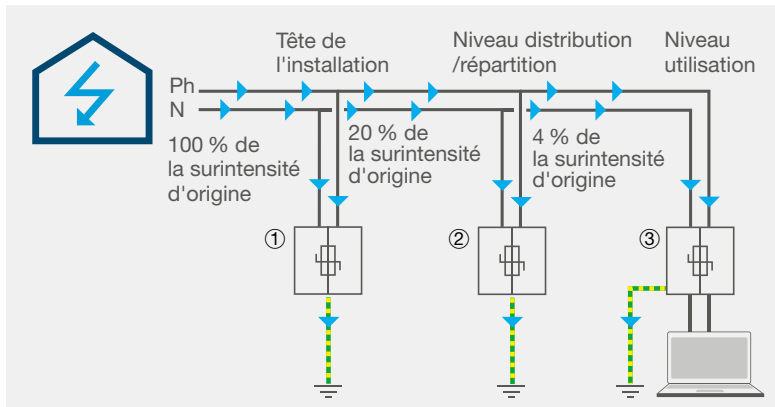 Tête de
l'installation
Niveau distribution
/répartition
Niveau
utilisation
Ph
N
100 % de
la surintensité
d'origine
20 % de
la surintensité
d'origine
4 % de
la surintensité
d'origine
①
②
③